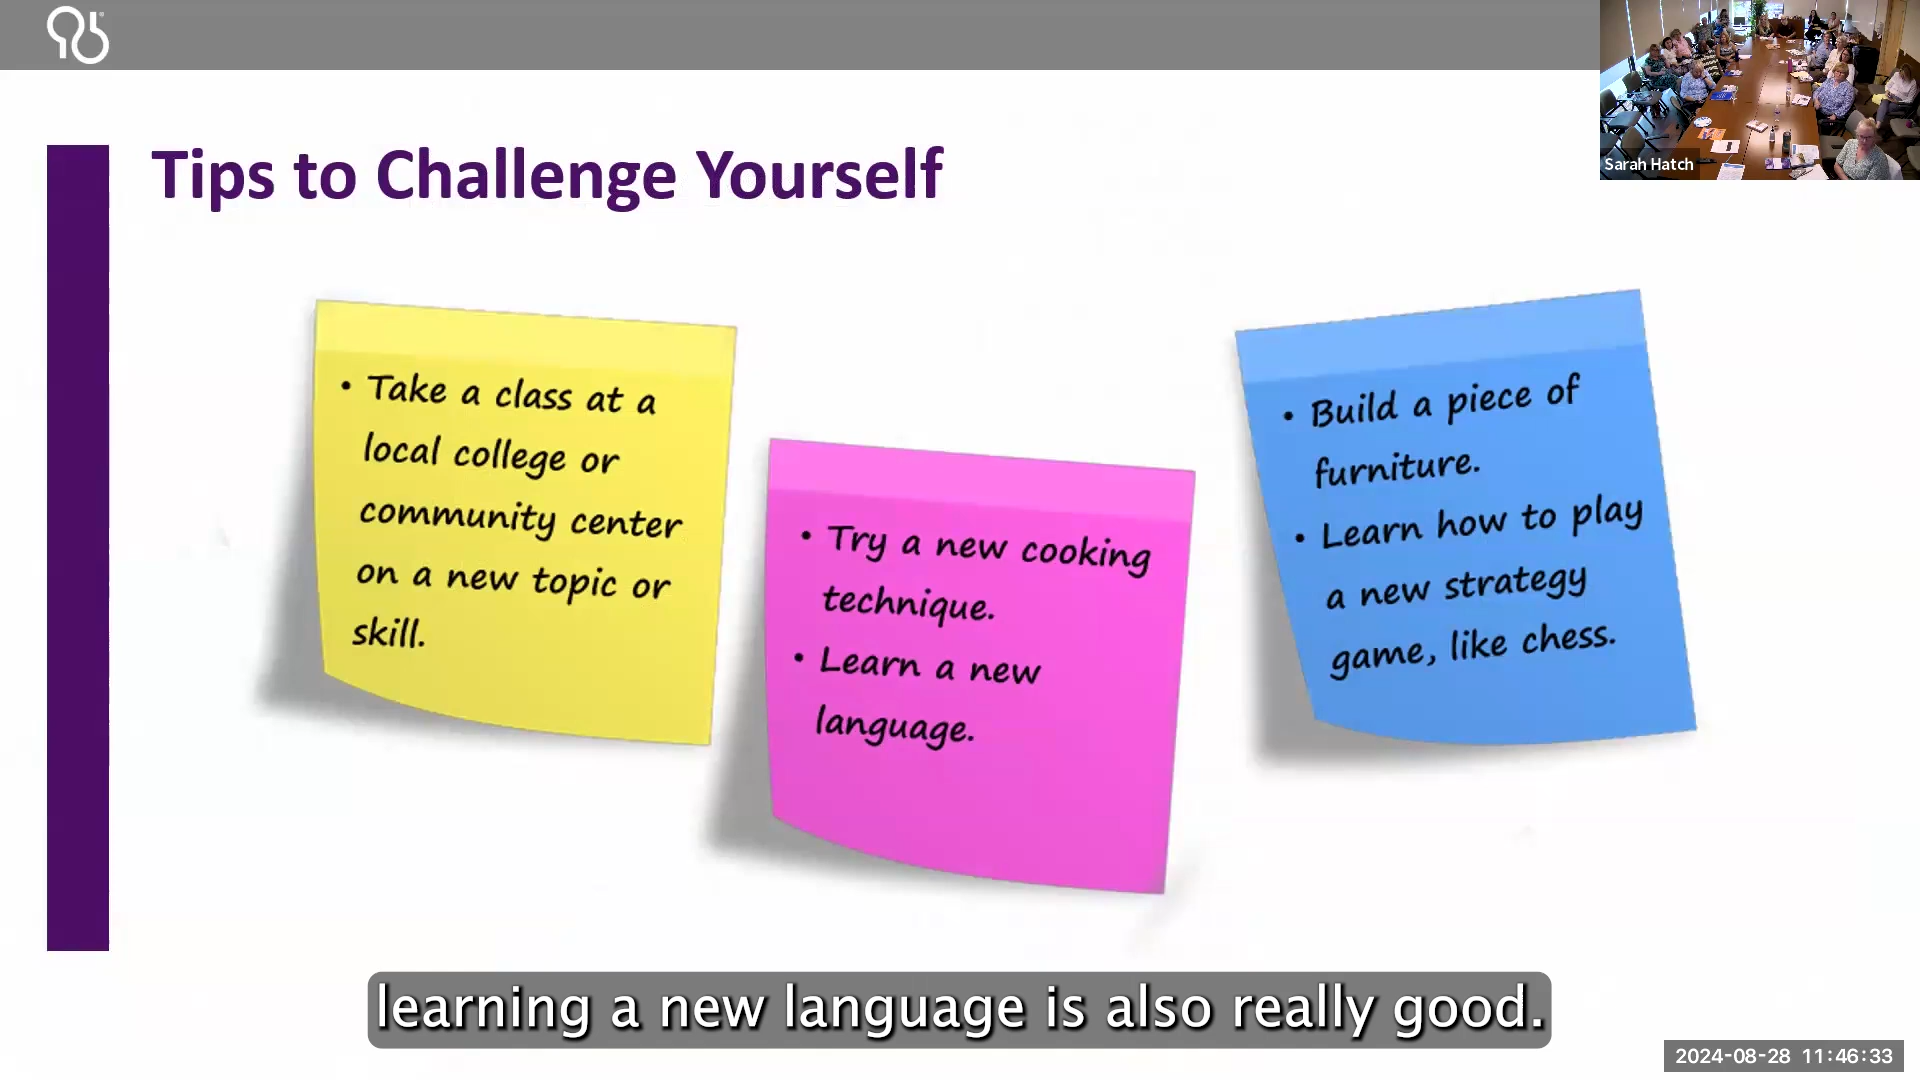 Sarah Hatch
Tips to Challenge Yourself
• Take a class at a
local college or
community center
on a new topic or
skill.
• Try a new cooking
technique.
• Learn a new
language.
• Build a piece of
furniture.
• Learn how to play
a new strategy
game, like chess.
learning a new language is also really good.
2024-08-28 11:46:33